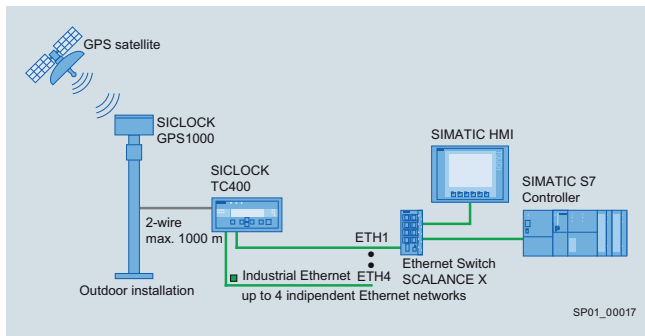 GPS satellite
SICLOCK
GPS1000
SIMATIC HMI
SICLOCK
TC400
SIMATIC S7
Controller
2-wire
max. 1000 m
ETH1
Industrial Ethernet
ETH4
Ethernet Switch
SCALANCE X
Outdoor installation
up to 4 indipendent Ethernet networks
SP01_00017